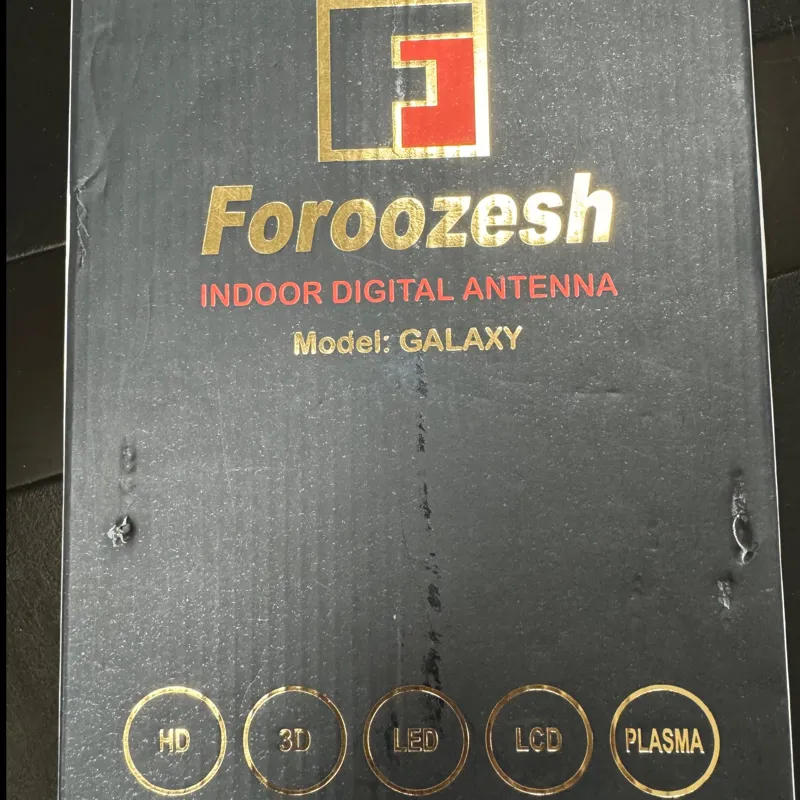 Foroozesh
INDOOR DIGITAL ANTENNA
Model: GALAXY
HD 3D LED LCD PLASMA